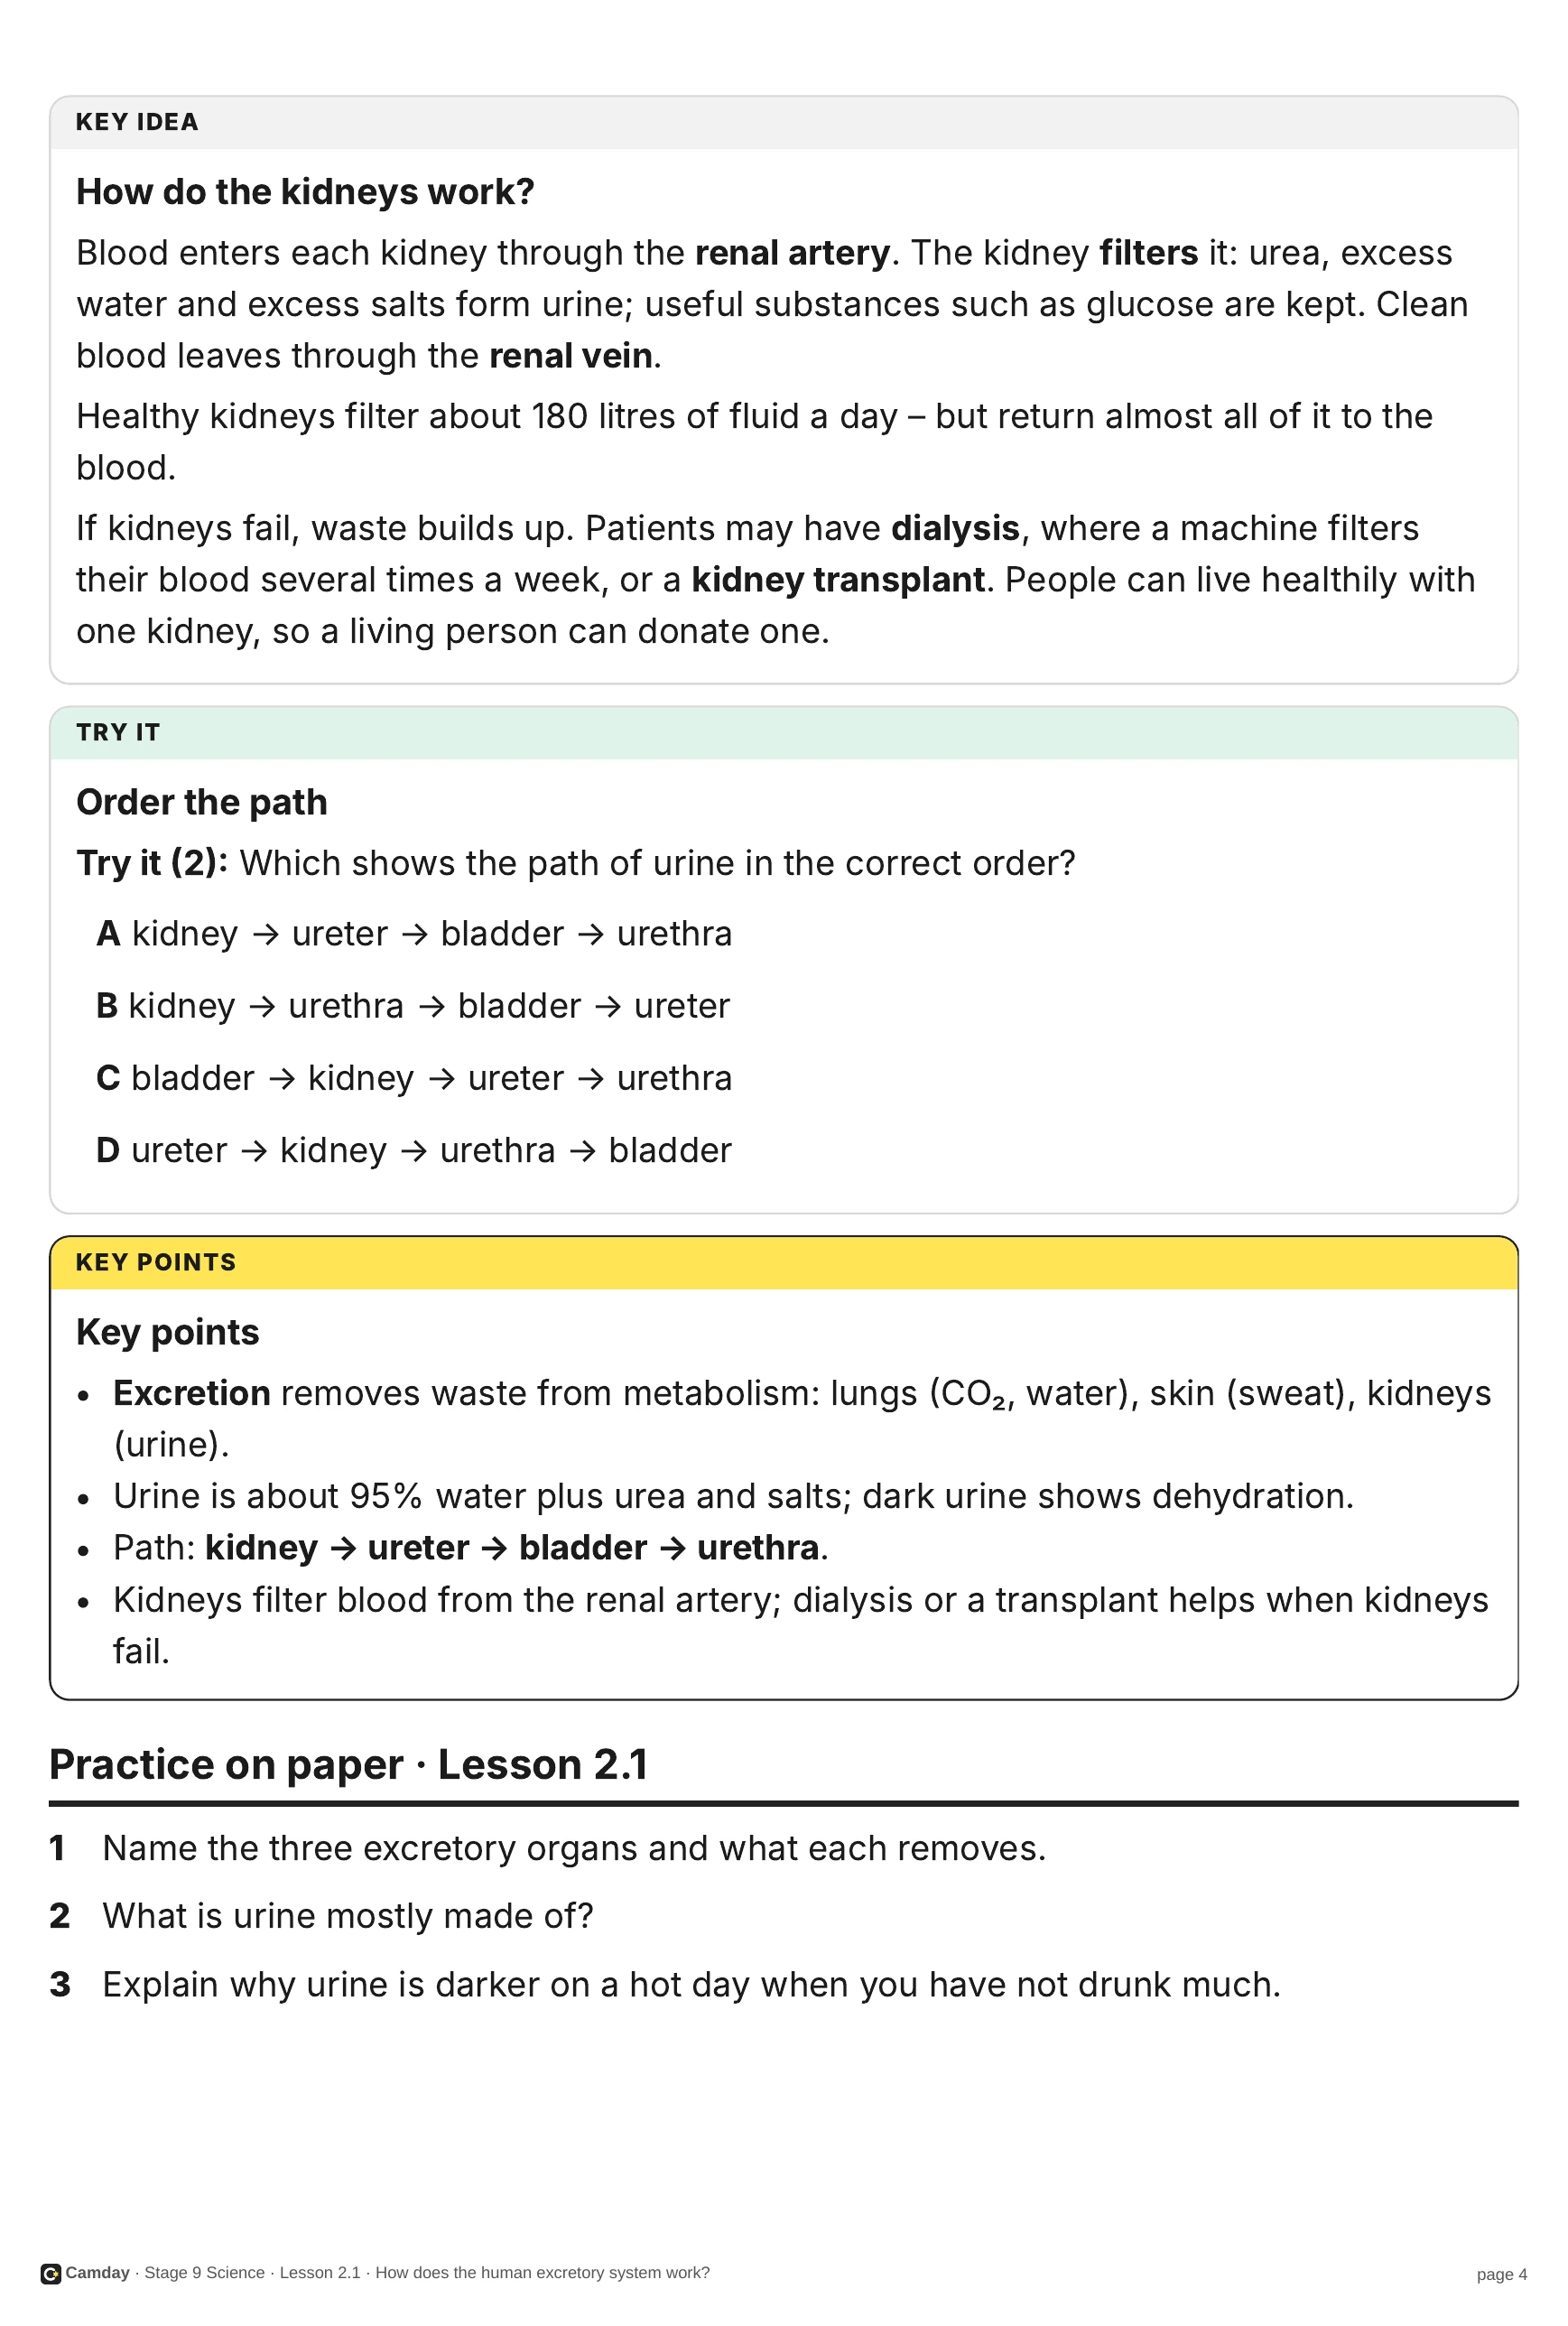 KEY IDEA
How do the kidneys work?
Blood enters each kidney through the renal artery. The kidney filters it: urea, excess
water and excess salts form urine; useful substances such as glucose are kept. Clean
blood leaves through the renal vein.
Healthy kidneys filter about 180 litres of fluid a day – but return almost all of it to the
blood.
If kidneys fail, waste builds up. Patients may have dialysis, where a machine filters
their blood several times a week, or a kidney transplant. People can live healthily with
one kidney, so a living person can donate one.
TRY IT
Order the path
Try it (2): Which shows the path of urine in the correct order?
A kidney → ureter → bladder → urethra
B kidney → urethra → bladder → ureter
C bladder → kidney → ureter → urethra
D ureter → kidney → urethra → bladder
KEY POINTS
Key points
• Excretion removes waste from metabolism: lungs (CO₂, water), skin (sweat), kidneys
(urine).
• Urine is about 95% water plus urea and salts; dark urine shows dehydration.
• Path: kidney → ureter → bladder → urethra.
• Kidneys filter blood from the renal artery; dialysis or a transplant helps when kidneys
fail.
Practice on paper · Lesson 2.1
1 Name the three excretory organs and what each removes.
2 What is urine mostly made of?
3 Explain why urine is darker on a hot day when you have not drunk much.
Camday · Stage 9 Science · Lesson 2.1 · How does the human excretory system work?
page 4